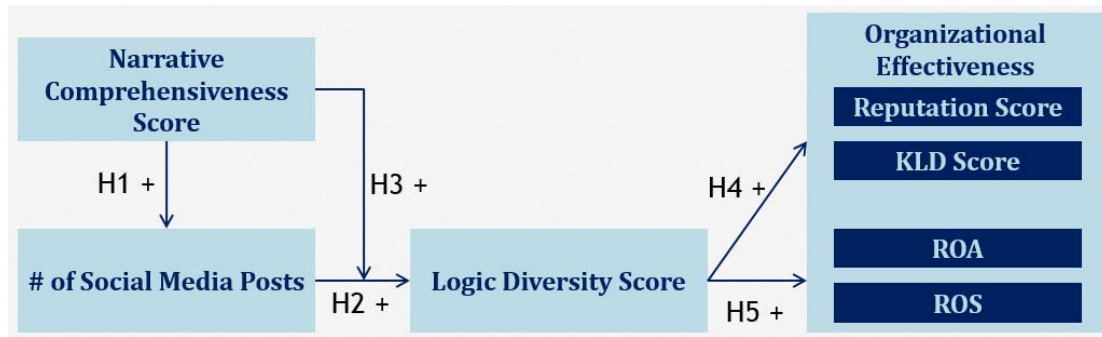 Narrative
Comprehensiveness
Score
H1 +
H3 +
# of Social Media Posts
H2 +
Logic Diversity Score
H4 +
H5 +
Organizational
Effectiveness
Reputation Score
KLD Score
ROA
ROS